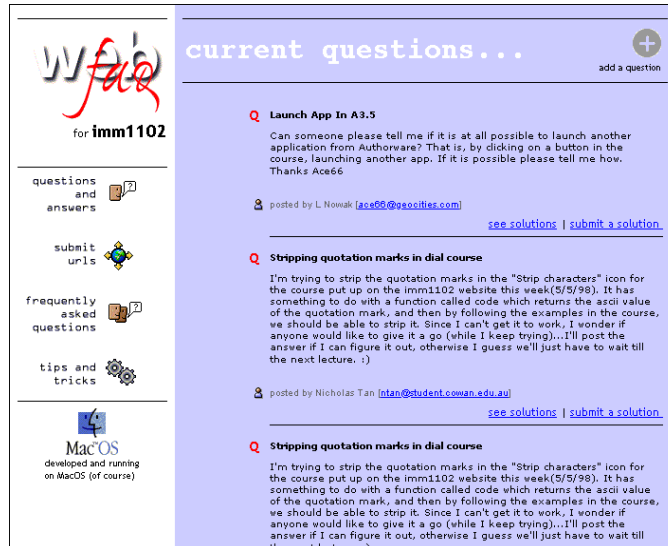 web
faq
for imm1102
questions
and
answers
submit
urls
frequently
asked
questions
tips and
tricks
Mac™OS
developed and running
on MacOS (of course)
current questions...
add a question
Q Launch App In A3.5
Can someone please tell me if it is at all possible to launch another
application from Authorware? That is, by clicking on a button in the
course, launching another app. If it is possible please tell me how.
Thanks Ace66
posted by L Nowak [ace66@geocities.com]
see solutions | submit a solution
Q Stripping quotation marks in dial course
I'm trying to strip the quotation marks in the "Strip characters" icon for
the course put up on the imm1102 website this week(5/5/98). It has
something to do with a function called code which returns the ascii value
of the quotation mark, and then by following the examples in the course,
we should be able to strip it. Since I can't get it to work, I wonder if
anyone would like to give it a go (while I keep trying)...I'll post the
answer if I can figure it out, otherwise I guess we'll just have to wait till
the next lecture. :)
posted by Nicholas Tan [ntan@student.cowan.edu.au]
see solutions | submit a solution
Q Stripping quotation marks in dial course
I'm trying to strip the quotation marks in the "Strip characters" icon for
the course put up on the imm1102 website this week(5/5/98). It has
something to do with a function called code which returns the ascii value
of the quotation mark, and then by following the examples in the course,
we should be able to strip it. Since I can't get it to work, I wonder if
anyone would like to give it a go (while I keep trying)...I'll post the
answer if I can figure it out, otherwise I guess we'll just have to wait till